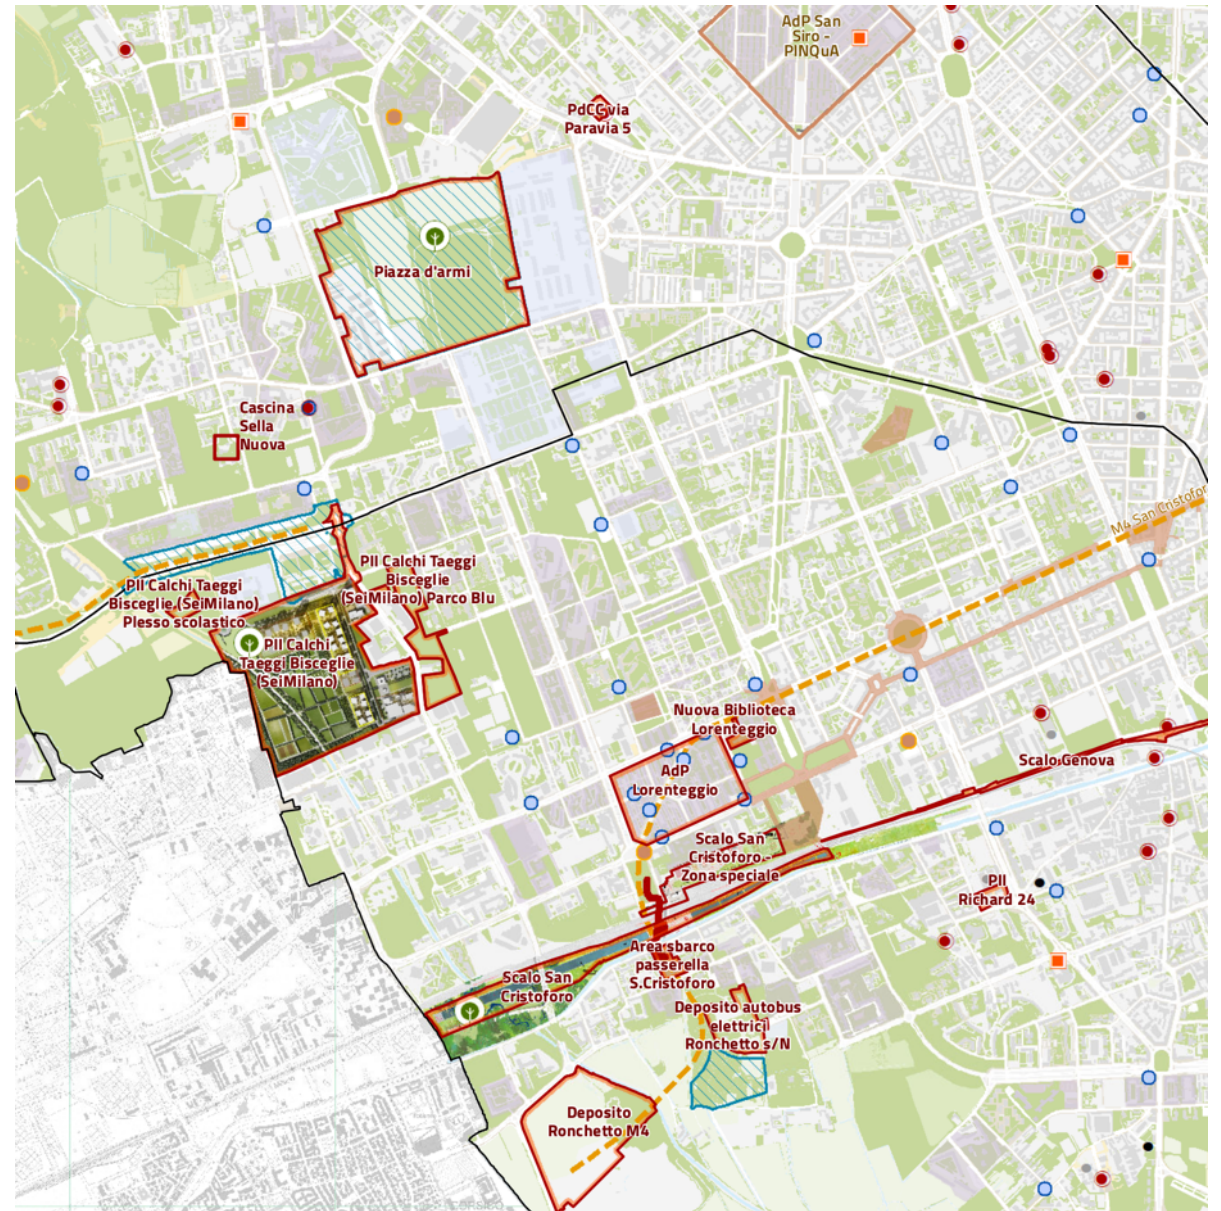 AdP San
Siro -
PINQuA
PdCC via
Paravia 5
Piazza d'armi
Cascina
Sella
Nuova
M4 San Cristofor
PII Calchi Taeggi
Bisceglie
(SeiMilano) Parco Blu
PII Calchi Taeggi
Bisceglie (SeiMilano)
Plesso scolastico
PII Calchi
Taeggi Bisceglie
(SeiMilano)
Nuova Biblioteca
Lorenteggio
Scalo Genova
AdP
Lorenteggio
Scalo San
Cristoforo -
Zona speciale
PII
Richard 24
Area sbarco
passerella
S.Cristoforo
Scalo San
Cristoforo
Deposito autobus
elettrici
Ronchetto s/N
Deposito
Ronchetto M4
CORSICO